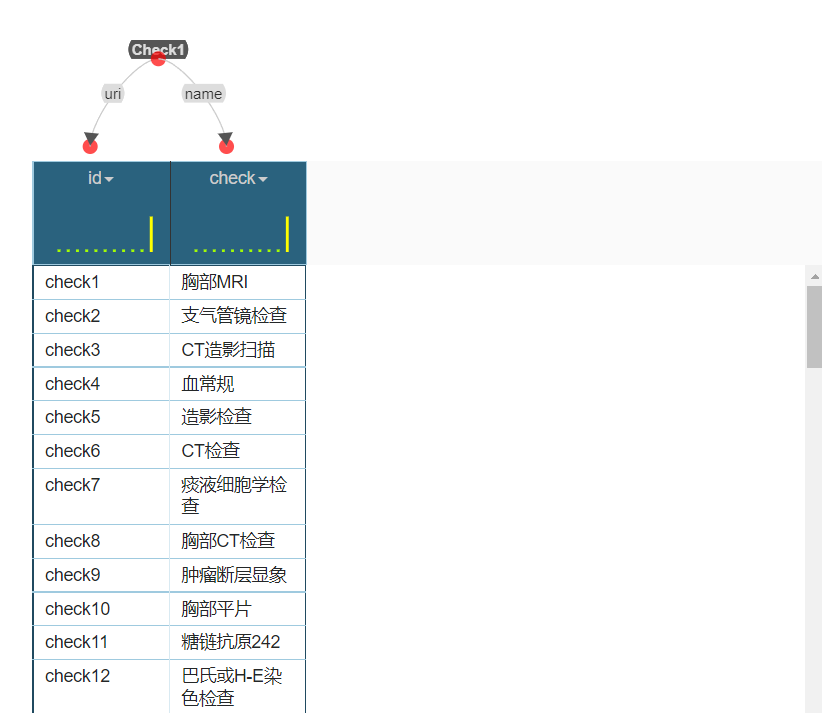 Check1
uri name
id check
check1 胸部MRI
check2 支气管镜检查
check3 CT造影扫描
check4 血常规
check5 造影检查
check6 CT检查
check7 痰液细胞学检
查
check8 胸部CT检查
check9 肿瘤断层显象
check10 胸部平片
check11 糖链抗原242
check12 巴氏或H-E染
色检查